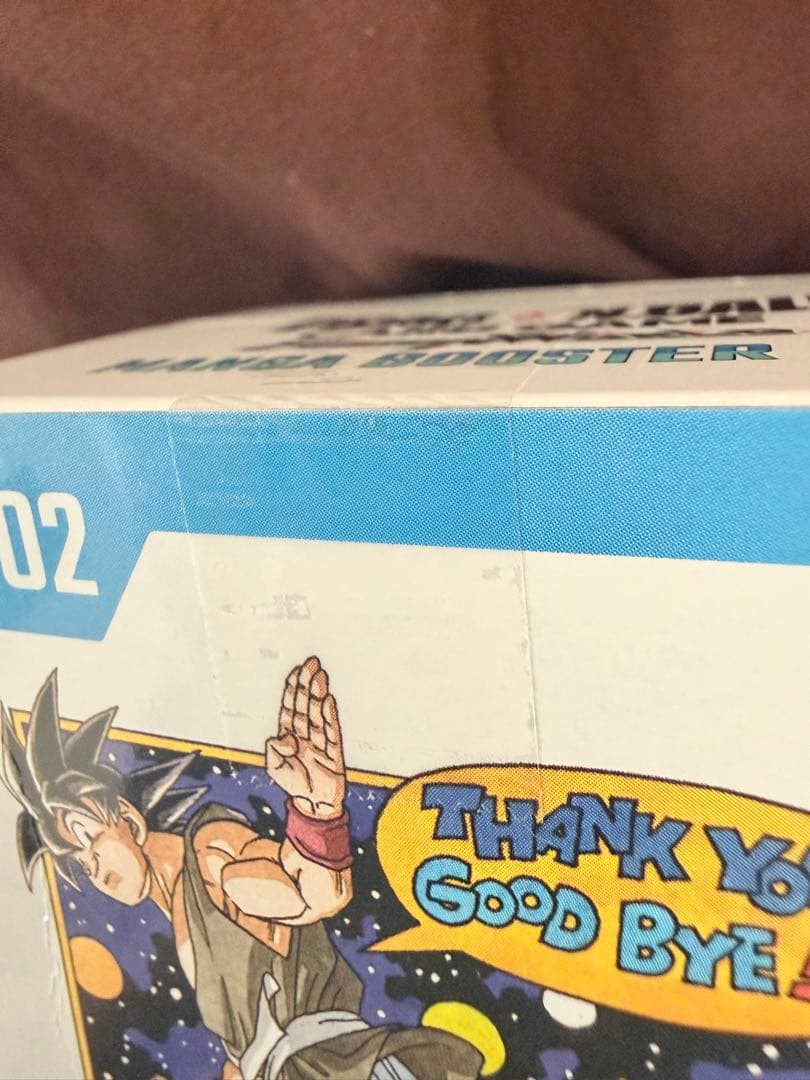 MANGA BOOSTER
02
THANK YO
GOOD BYE!